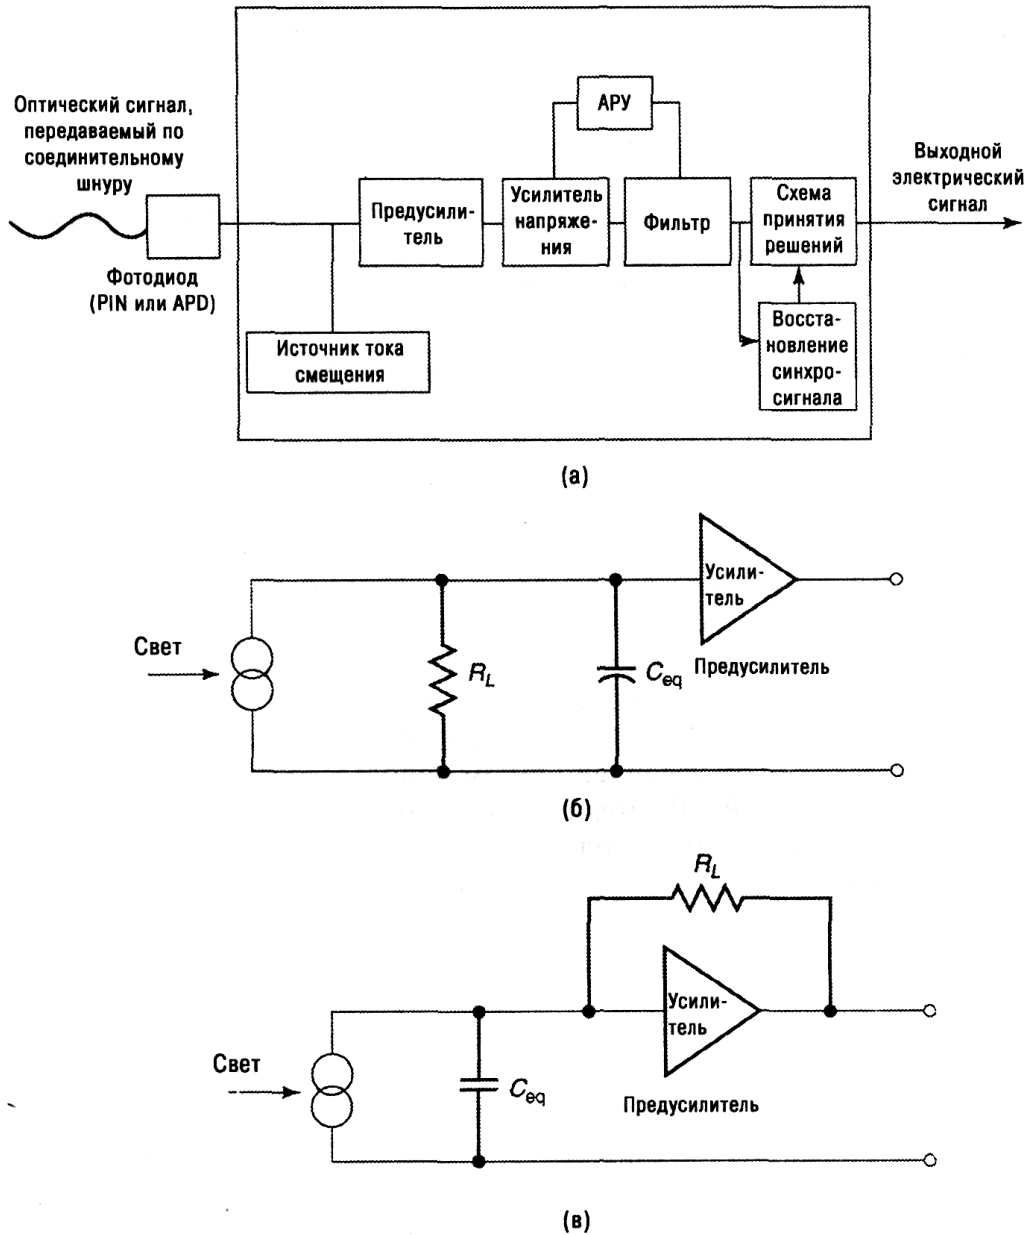 Оптический сигнал,
передаваемый по
соединительному
шнуру
Фотодиод
(PIN или APD)
Источник тока
смещения
Предусили-
тель
Усилитель
напряже-
ния
АРУ
Фильтр
Схема
принятия
решений
Восста-
новление
синхро-
сигнала
Выходной
электрический
сигнал
(а)
Свет
R_L
C_eq
Усили-
тель
Предусилитель
(б)
R_L
Свет
C_eq
Усили-
тель
Предусилитель
(в)